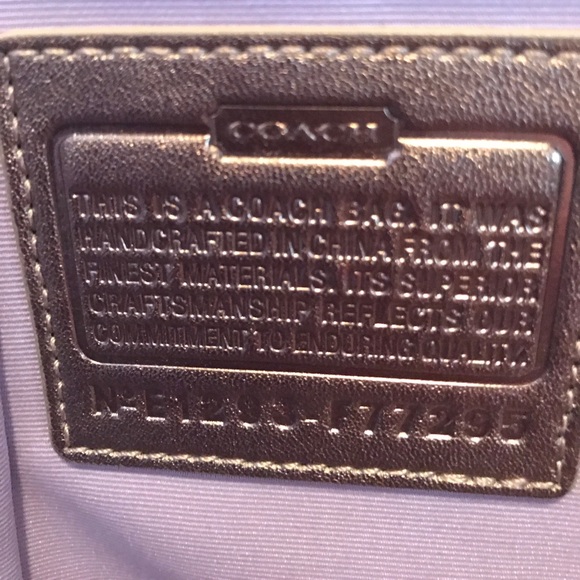 COACH
THIS IS A COACH BAG. IT WAS
HANDCRAFTED IN CHINA FROM THE
FINEST MATERIALS. ITS SUPERIOR
CRAFTSMANSHIP REFLECTS OUR
COMMITMENT TO ENDURING QUALITY.
Nº E1203-F77295